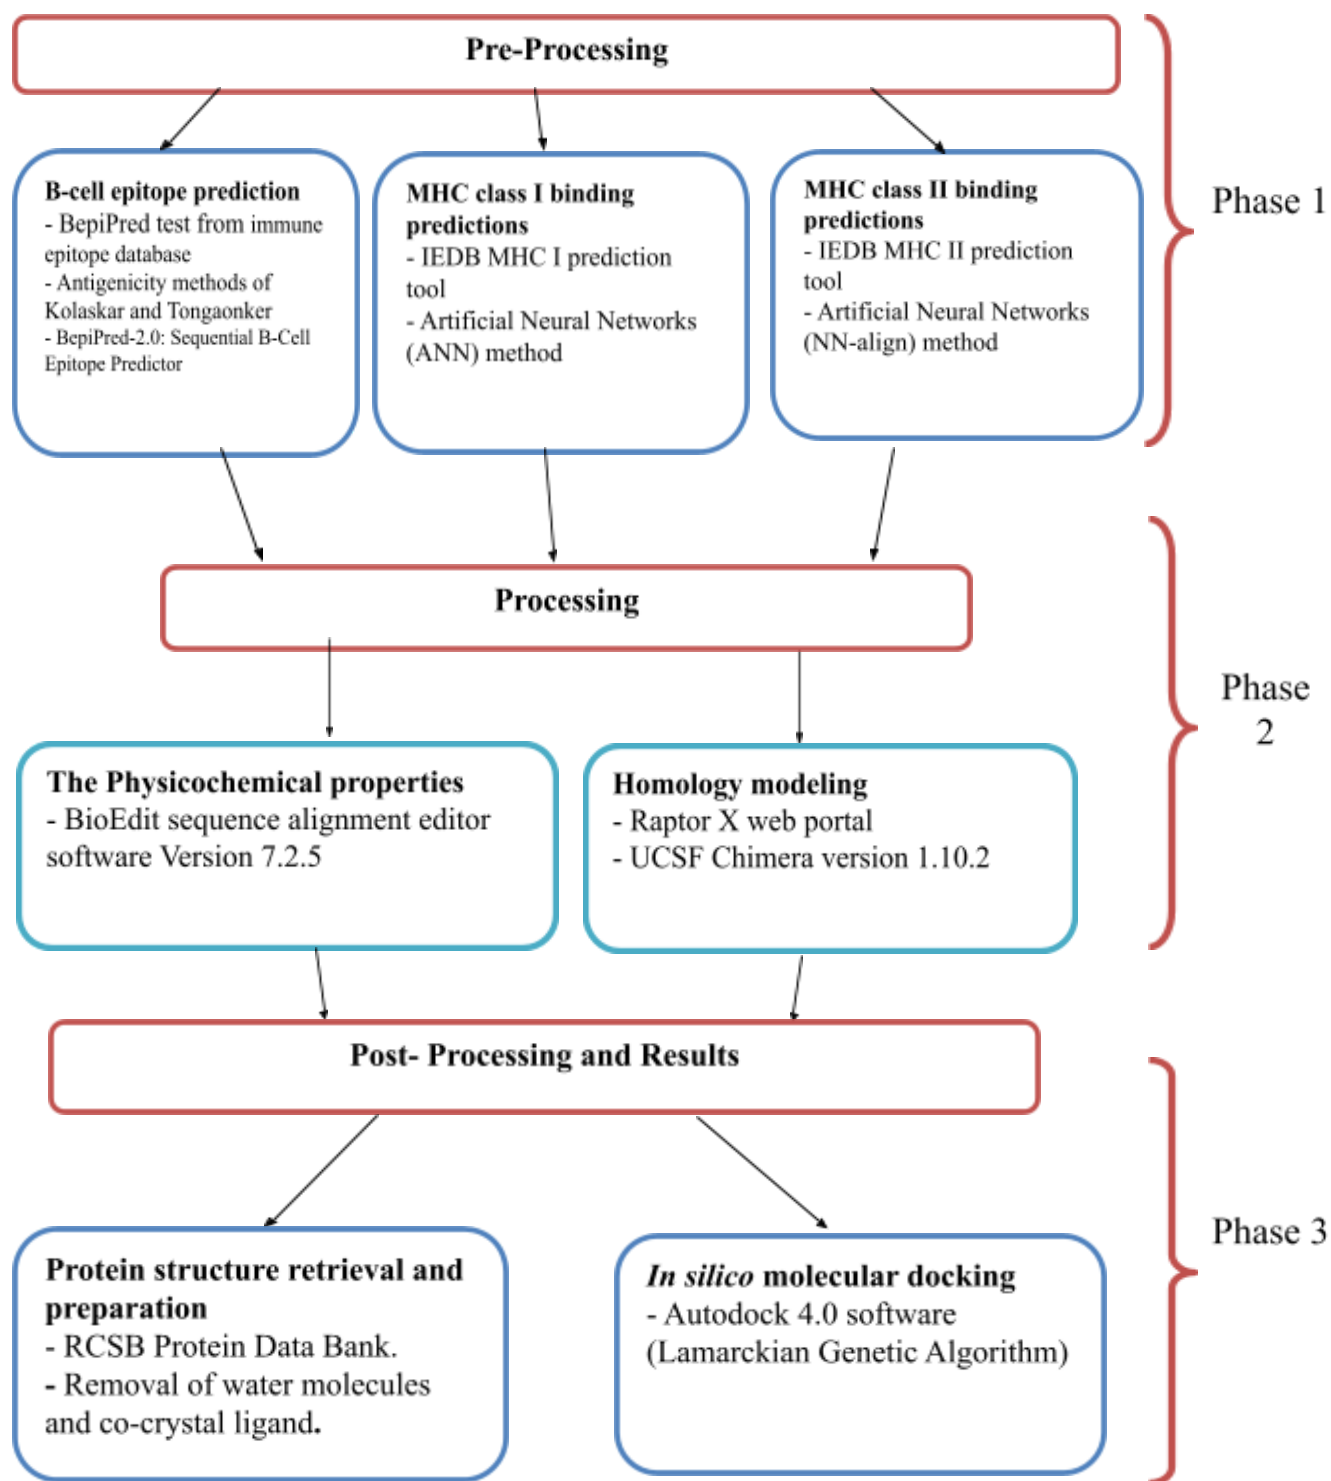 Pre-Processing
B-cell epitope prediction
- BepiPred test from immune
epitope database
- Antigenicity methods of
Kolaskar and Tongaonker
- BepiPred-2.0: Sequential B-Cell
Epitope Predictor
MHC class I binding
predictions
- IEDB MHC I prediction
tool
- Artificial Neural Networks
(ANN) method
MHC class II binding
predictions
- IEDB MHC II prediction
tool
- Artificial Neural Networks
(NN-align) method
Phase 1
Processing
The Physicochemical properties
- BioEdit sequence alignment editor
software Version 7.2.5
Homology modeling
- Raptor X web portal
- UCSF Chimera version 1.10.2
Phase
2
Post- Processing and Results
Protein structure retrieval and
preparation
- RCSB Protein Data Bank.
- Removal of water molecules
and co-crystal ligand.
In silico molecular docking
- Autodock 4.0 software
(Lamarckian Genetic Algorithm)
Phase 3